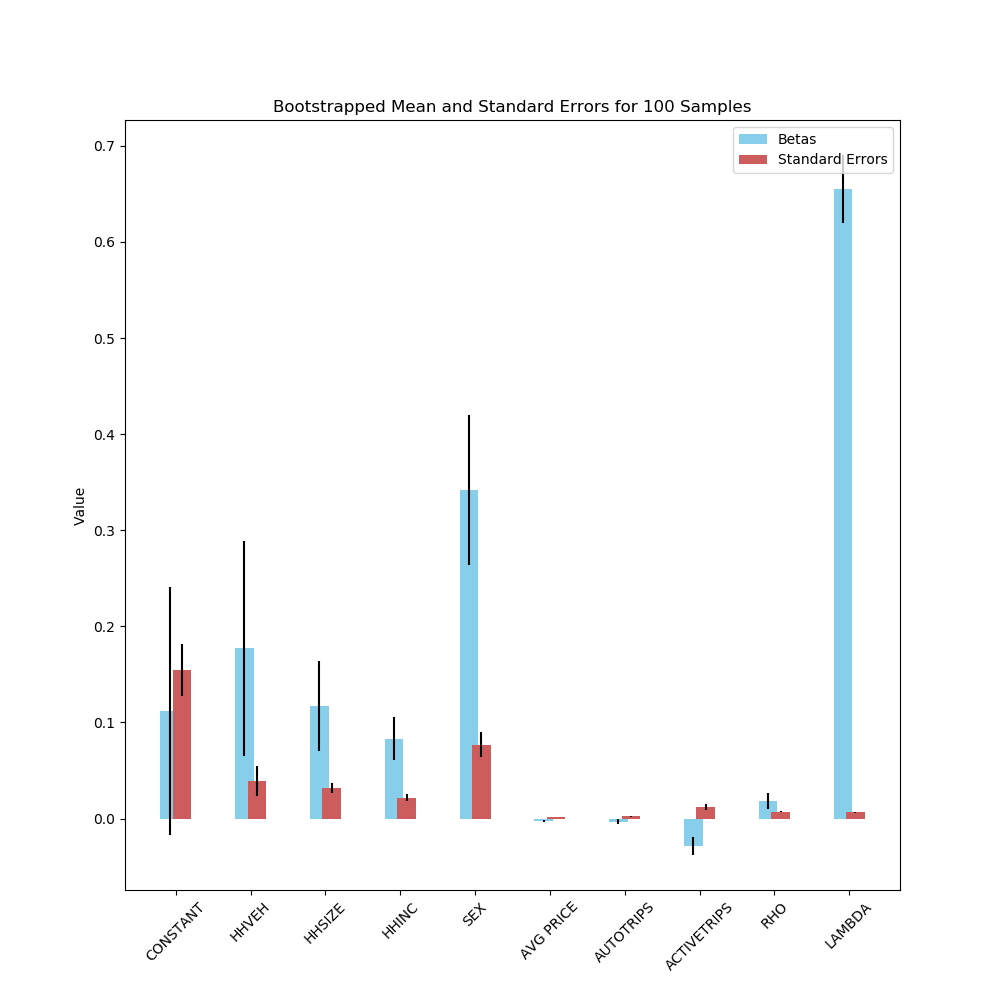 Bootstrapped Mean and Standard Errors for 100 Samples
Betas
Standard Errors
Value
0.7
0.6
0.5
0.4
0.3
0.2
0.1
0.0
CONSTANT
HHVEH
HHSIZE
HHINC
SEX
AVG PRICE
AUTOTRIPS
ACTIVETRIPS
RHO
LAMBDA